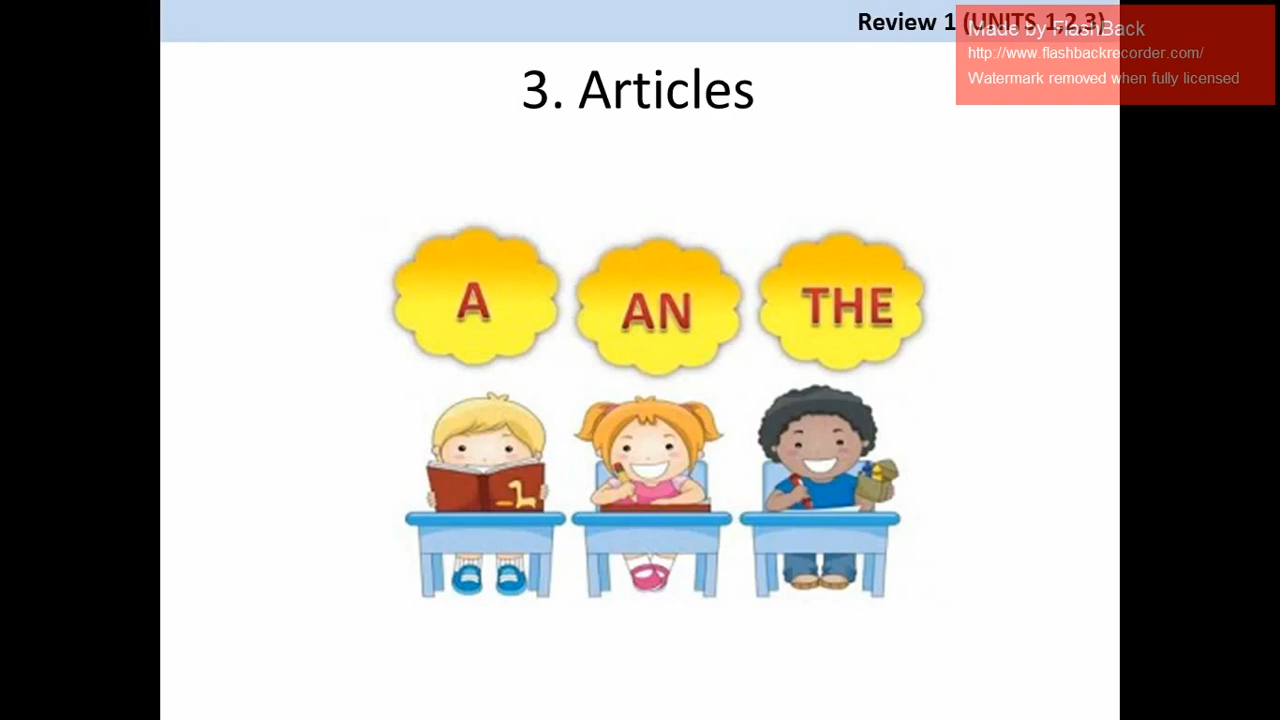 Review 1 (UNITS 1,2,3)
Made by FlashBack
http://www.flashbackrecorder.com/
Watermark removed when fully licensed
3. Articles
A
AN
THE